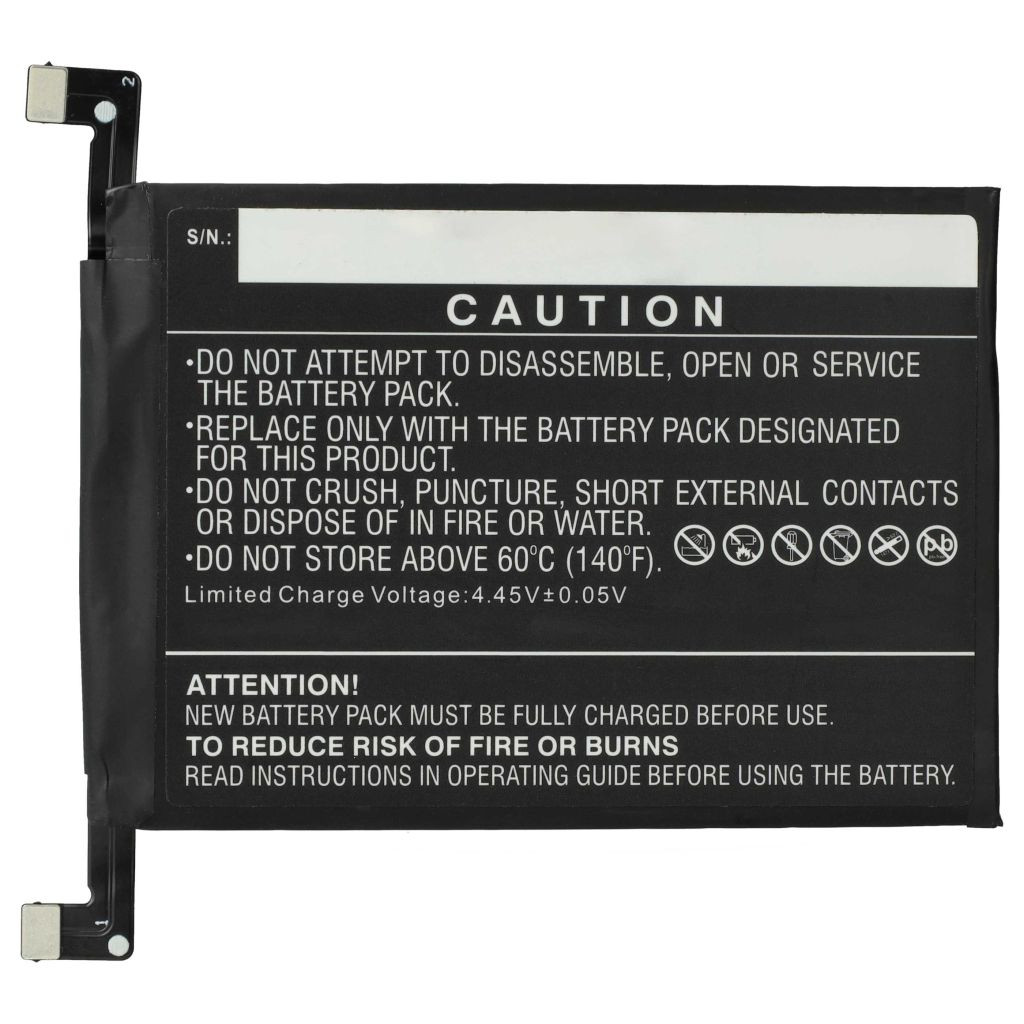 2
S/N.:
CAUTION
•DO NOT ATTEMPT TO DISASSEMBLE, OPEN OR SERVICE
THE BATTERY PACK.
•REPLACE ONLY WITH THE BATTERY PACK DESIGNATED
FOR THIS PRODUCT.
•DO NOT CRUSH, PUNCTURE, SHORT EXTERNAL CONTACTS
OR DISPOSE OF IN FIRE OR WATER.
•DO NOT STORE ABOVE 60°C (140°F).
pb
Limited Charge Voltage:4.45V±0.05V
ATTENTION!
NEW BATTERY PACK MUST BE FULLY CHARGED BEFORE USE.
TO REDUCE RISK OF FIRE OR BURNS
READ INSTRUCTIONS IN OPERATING GUIDE BEFORE USING THE BATTERY.
1